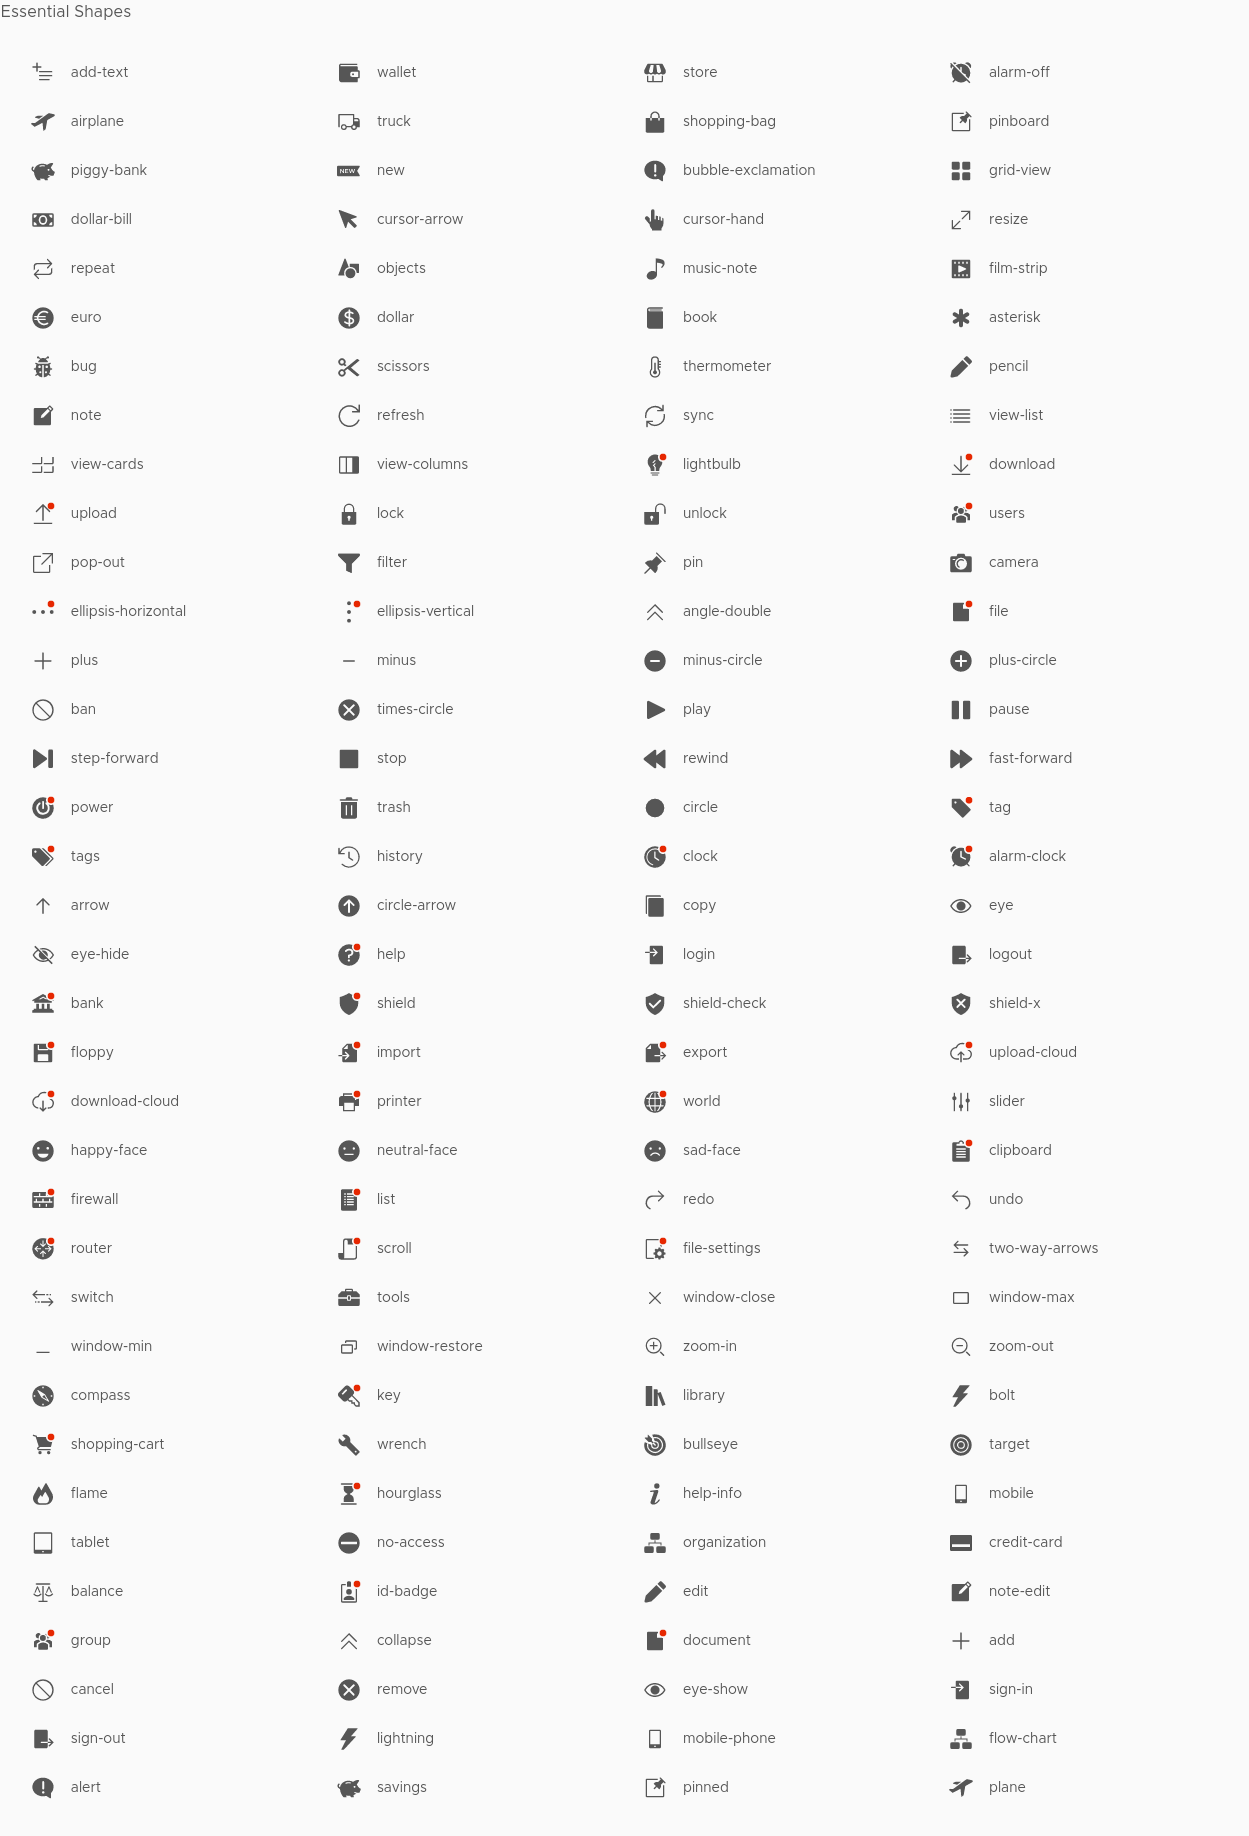 Essential Shapes
add-text wallet store alarm-off
airplane truck shopping-bag pinboard
piggy-bank NEW new bubble-exclamation grid-view
dollar-bill cursor-arrow cursor-hand resize
repeat objects music-note film-strip
euro dollar book asterisk
bug scissors thermometer pencil
note refresh sync view-list
view-cards view-columns lightbulb download
upload lock unlock users
pop-out filter pin camera
ellipsis-horizontal ellipsis-vertical angle-double file
plus minus minus-circle plus-circle
ban times-circle play pause
step-forward stop rewind fast-forward
power trash circle tag
tags history clock alarm-clock
arrow circle-arrow copy eye
eye-hide help login logout
bank shield shield-check shield-x
floppy import export upload-cloud
download-cloud printer world slider
happy-face neutral-face sad-face clipboard
firewall list redo undo
router scroll file-settings two-way-arrows
switch tools window-close window-max
window-min window-restore zoom-in zoom-out
compass key library bolt
shopping-cart wrench bullseye target
flame hourglass help-info mobile
tablet no-access organization credit-card
balance id-badge edit note-edit
group collapse document add
cancel remove eye-show sign-in
sign-out lightning mobile-phone flow-chart
alert savings pinned plane